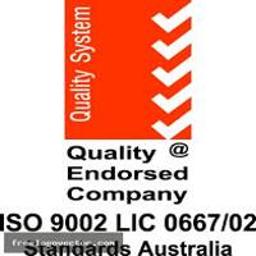 Quality System
Quality @
Endorsed
Company
ISO 9002 LIC 0667/02
freelogovector.com
Standards Australia